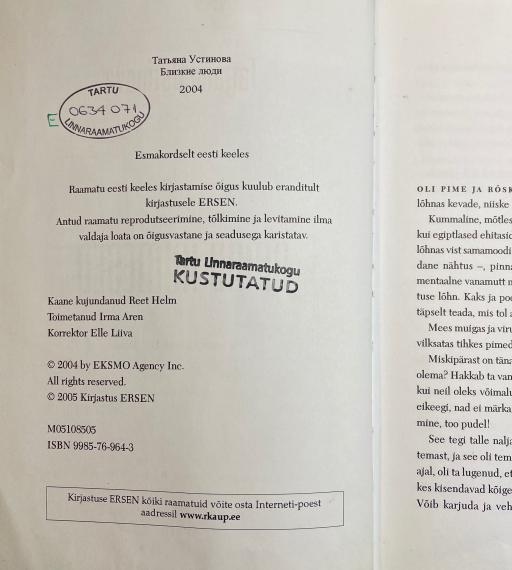 Татьяна Устинова
Близкие люди
2004
TARTU
0634 071
LINNARAAMATUKOGU
E
Esmakordselt eesti keeles
Raamatu eesti keeles kirjastamise õigus kuulub eranditult
kirjastusele ERSEN.
Antud raamatu reprodutseerimine, tõlkimine ja levitamine ilma
valdaja loata on õigusvastane ja seadusega karistatav.
Tartu Linnaraamatukogu
KUSTUTATUD
Kaane kujundanud Reet Helm
Toimetanud Irma Aren
Korrektor Elle Liiva
© 2004 by EKSMO Agency Inc.
All rights reserved.
© 2005 Kirjastus ERSEN
M05108505
ISBN 9985-76-964-3
Kirjastuse ERSEN kõiki raamatuid võite osta Interneti-poest
aadressil www.rkaup.ee
OLI PIME JA RÕSK
lõhnas kevade, niiske
Kummaline, mõtles
kui egiptlased ehitasid
lõhnas vist samamoodi
dane nähtus –, pinna
mentaalne vanamutt
tuse lõhn. Kaks ja poo
täpselt teada, mis tol a
Mees muigas ja viru
vilksatas tihkes pimed
Miskipärast on täna
olema? Hakkab ta van
kui neil oleks võimalu
eikeegi, nad ei märka
mine, too pudel!
See tegi talle nalja
temast, ja see oli tem
ajal, oli ta lugenud, et
kes kisendavad kõige
Võib karjuda ja veh